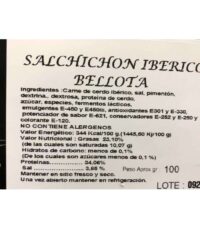 SALCHICHON IBERICO
BELLOTA
Ingredientes :Carne de cerdo ibérico, sal, pimentón,
dextrina, dextrosa, proteína de cerdo,
azúcar, especias, fermentos lácticos,
emulgentes E-450 y E450iii, antioxidantes E301 y E-330,
potenciador de sabor E-621, conservadores E-252 y E-250 y
colorante E-120.
NO CONTIENE ALERGENOS
Valor Energético : 344 Kcal/100 g.(1445,60 Kj/100 g)
Valor Nutricional : Grasas: 23,10%
(de las cuales son saturadas 10,07 g)
Hidratos de carbono: menos de 0,1%
(De las cuales azúcares menos de 0,1%)
Proteínas: 34,06%
Sal : 3,66 % Peso Aprox gr 100
Mantener en sitio fresco y seco.
Una vez abierto mantener en refrigeración.
LOTE : 092